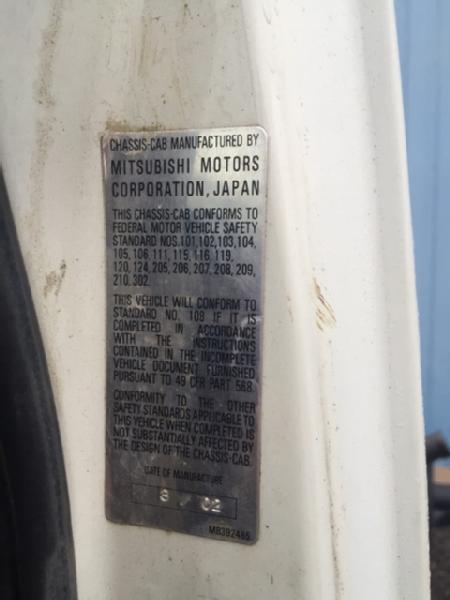 CHASSIS-CAB MANUFACTURED BY
MITSUBISHI MOTORS
CORPORATION, JAPAN
THIS CHASSIS-CAB CONFORMS TO
FEDERAL MOTOR VEHICLE SAFETY
STANDARD NOS.101,102,103,104,
105, 106, 111, 115, 116 119,
120, 124, 205, 206, 207, 208, 209,
210, 302.
THIS VEHICLE WILL CONFORM TO
STANDARD NO. 108 IF IT IS
COMPLETED IN ACCORDANCE
WITH THE INSTRUCTIONS
CONTAINED IN THE INCOMPLETE
VEHICLE DOCUMENT FURNISHED
PURSUANT TO 49 CFR PART 568.
CONFORMITY TO THE OTHER
SAFETY STANDARDS APPLICABLE TO
THIS VEHICLE WHEN COMPLETED IS
NOT SUBSTANTIALLY AFFECTED BY
THE DESIGN OF THE CHASSIS-CAB.
DATE OF MANUFACTURE
/ 02